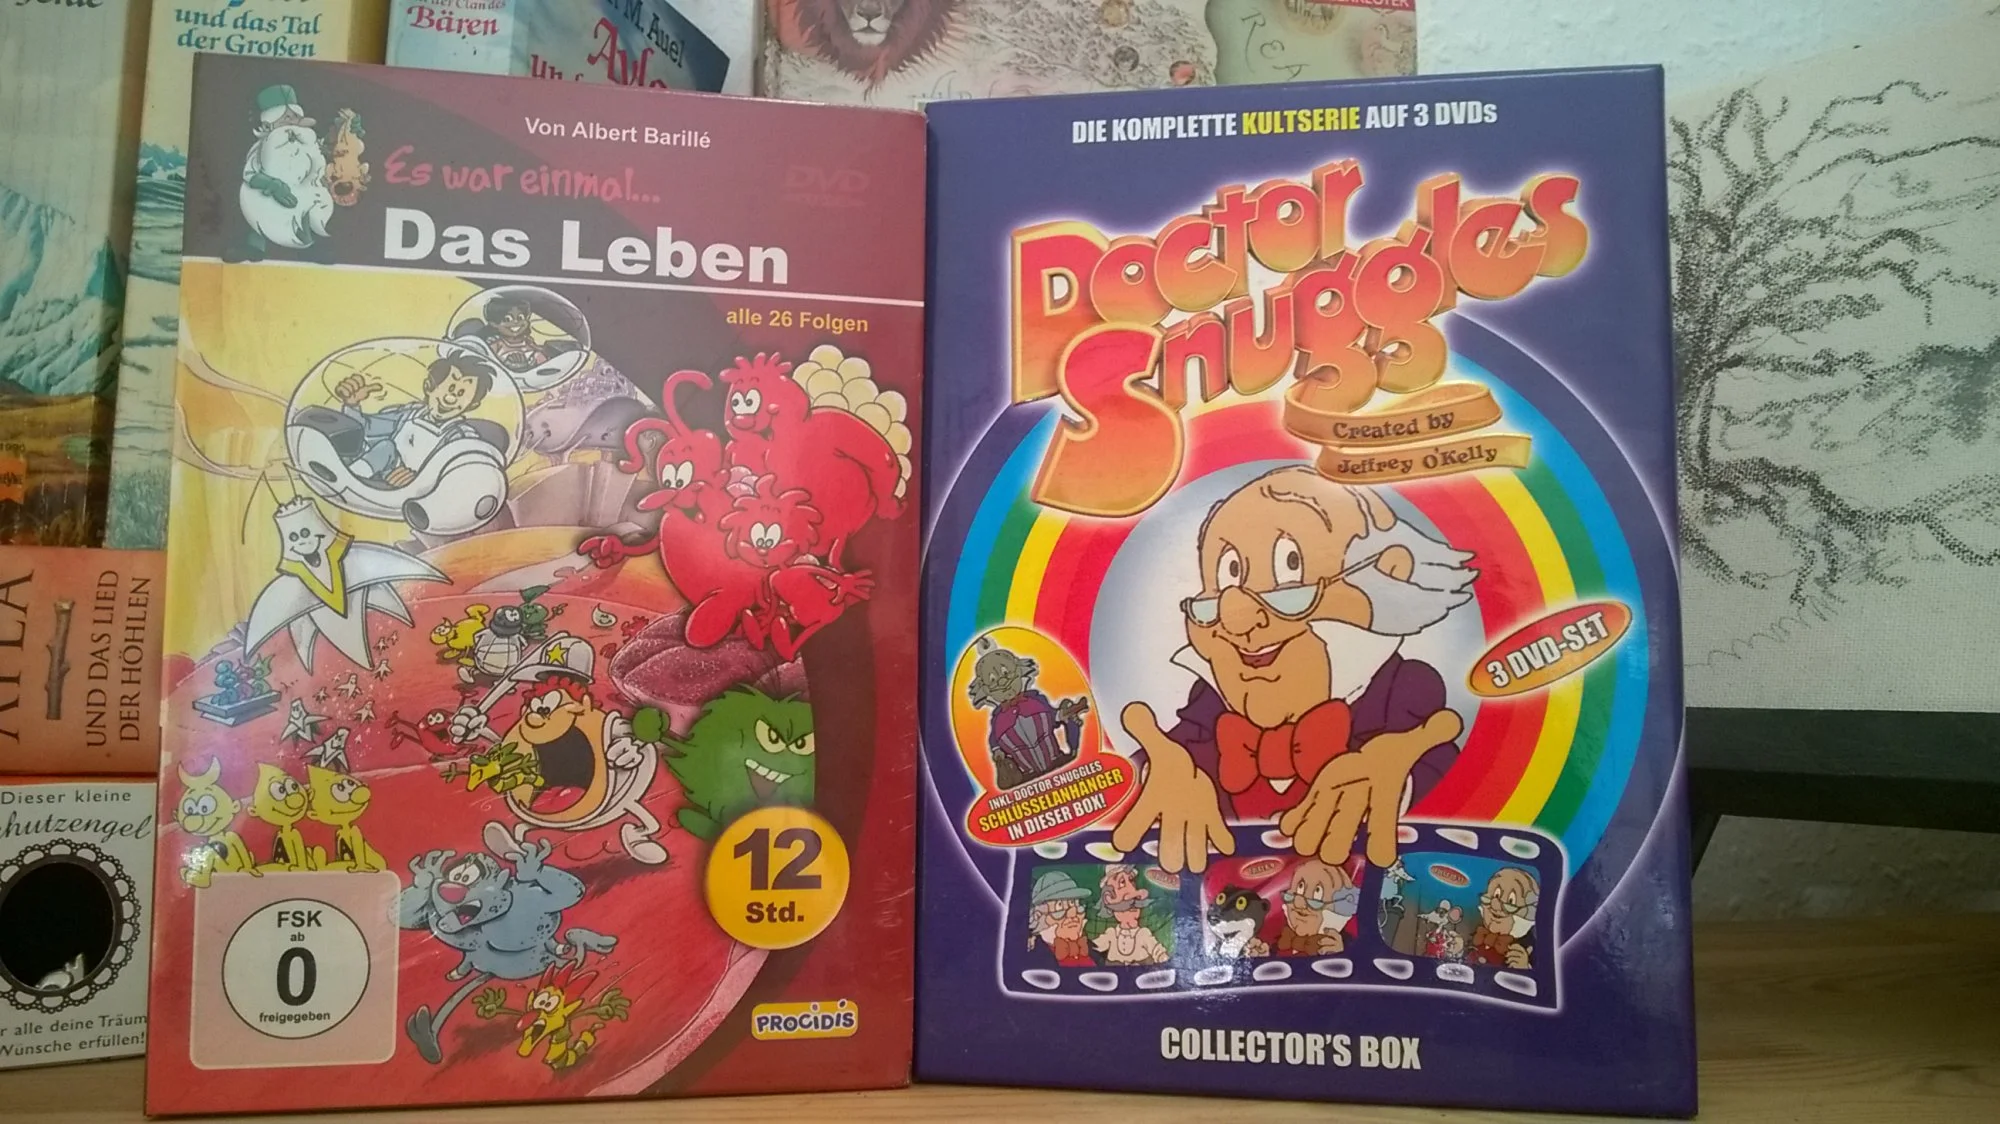 und das Tal
der Großen
Bären
M. Auel
Ayla
AYLA
UND DAS LIED
DER HÖHLEN
Dieser kleine
Schutzengel
alle deine Träum
Wünsche erfüllen!
Von Albert Barillé
Es war einmal...
Das Leben
DVD
alle 26 Folgen
12
Std.
FSK
ab
0
freigegeben
PROCIDIS
DIE KOMPLETTE KULTSERIE AUF 3 DVDs
Doctor
Snuggles
Created by
Jeffrey O'Kelly
3 DVD-SET
INKL. DOCTOR SNUGGLES
SCHLÜSSELANHÄNGER
IN DIESER BOX!
COLLECTOR'S BOX